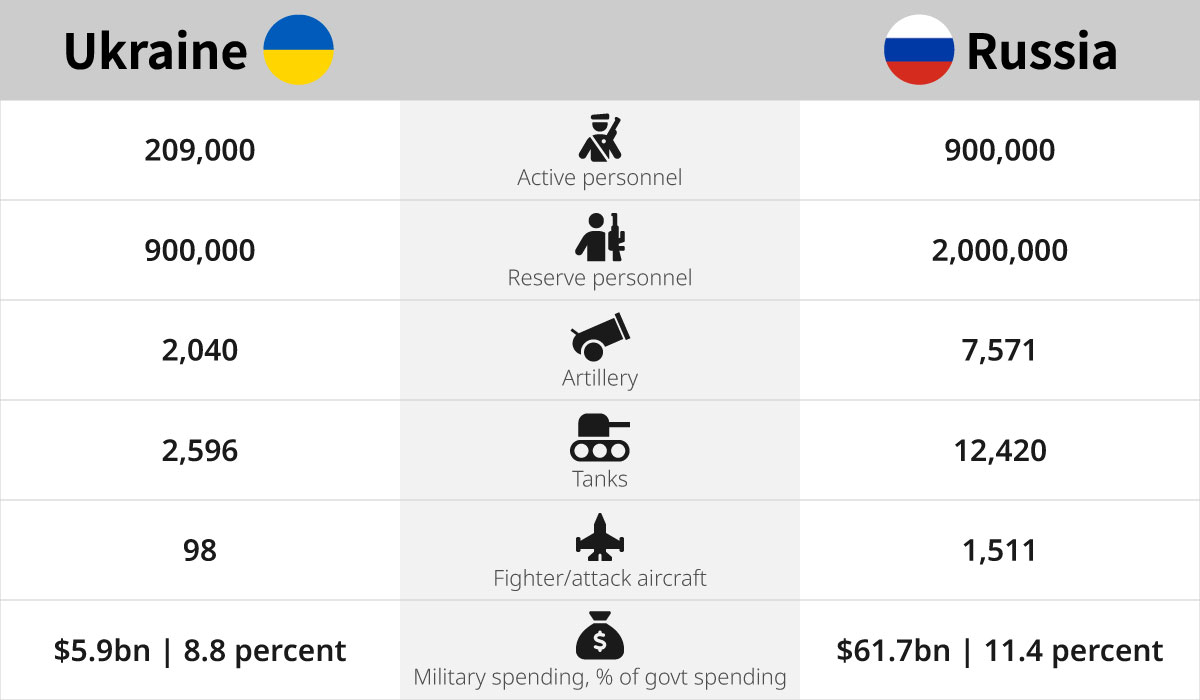 Ukraine Russia
209,000 Active personnel 900,000
900,000 Reserve personnel 2,000,000
2,040 Artillery 7,571
2,596 Tanks 12,420
98 Fighter/attack aircraft 1,511
$5.9bn | 8.8 percent $ Military spending, % of govt spending $61.7bn | 11.4 percent